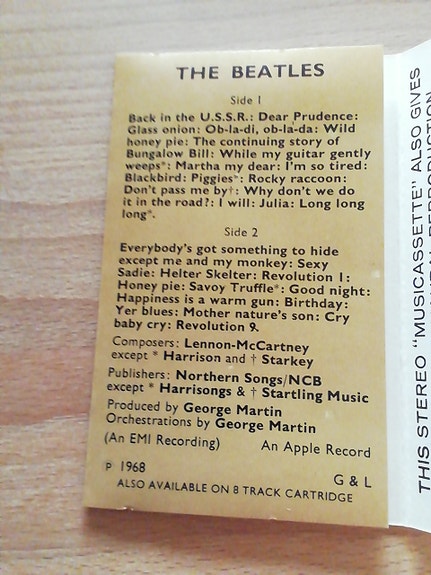 THE BEATLES
Side 1
Back in the U.S.S.R.: Dear Prudence:
Glass onion: Ob-la-di, ob-la-da: Wild
honey pie: The continuing story of
Bungalow Bill: While my guitar gently
weeps*: Martha my dear: I'm so tired:
Blackbird: Piggies*: Rocky raccoon:
Don't pass me by†: Why don't we do
it in the road?: I will: Julia: Long long
long*.
Side 2
Everybody's got something to hide
except me and my monkey: Sexy
Sadie: Helter Skelter: Revolution 1:
Honey pie: Savoy Truffle*: Good night:
Happiness is a warm gun: Birthday:
Yer blues: Mother nature's son: Cry
baby cry: Revolution 9.
Composers: Lennon-McCartney
except * Harrison and † Starkey
Publishers: Northern Songs/NCB
except * Harrisongs & † Startling Music
Produced by George Martin
Orchestrations by George Martin
(An EMI Recording) An Apple Record
℗ 1968
G & L
ALSO AVAILABLE ON 8 TRACK CARTRIDGE
THIS STEREO "MUSICASSETTE" ALSO GIVES